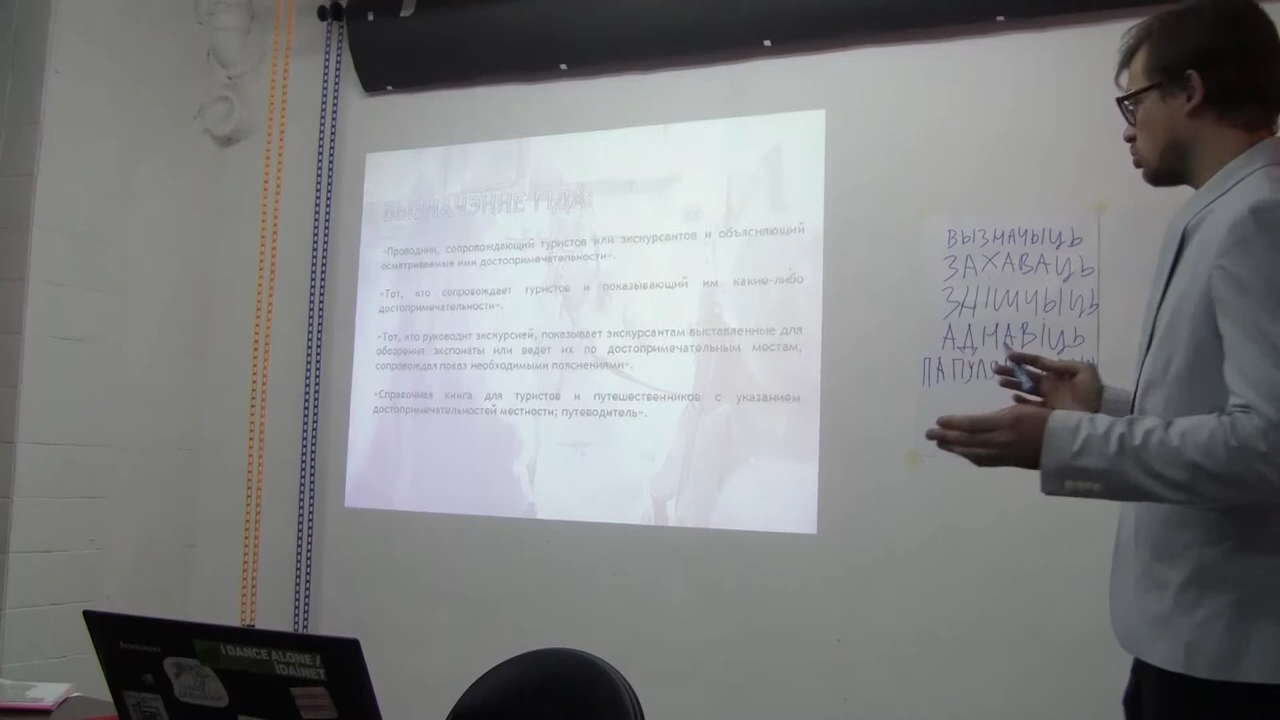 ВЫЗНАЧЭННЕ ГІДА:
«Проводник, сопровождающий туристов или экскурсантов и объясняющий
осматриваемые ими достопримечательности».
«Тот, кто сопровождает туристов и показывающий им какие-либо
достопримечательности».
«Тот, кто руководит экскурсией, показывает экскурсантам выставленные для
обозрения экспонаты или ведет их по достопримечательным местам,
сопровождая показ необходимыми пояснениями».
«Справочная книга для туристов и путешественников с указанием
достопримечательностей местности; путеводитель».
ВЫЗНАЧЫЦЬ
ЗАХАВАЦЬ
ЗНІШЧЫЦЬ
АДНАВІЦЬ
I DANCE ALONE /
IDAINET